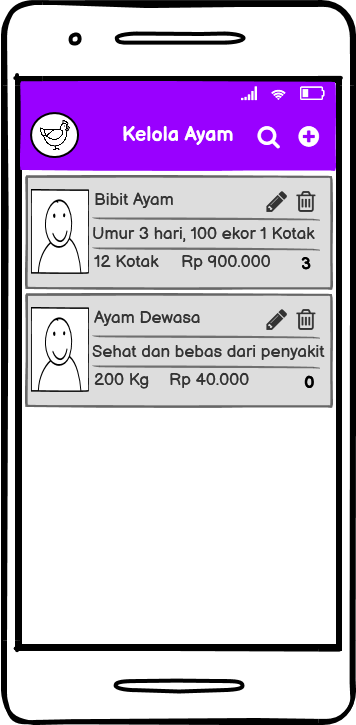 Kelola Ayam
Bibit Ayam
Umur 3 hari, 100 ekor 1 Kotak
12 Kotak Rp 900.000 3
Ayam Dewasa
Sehat dan bebas dari penyakit
200 Kg Rp 40.000 0